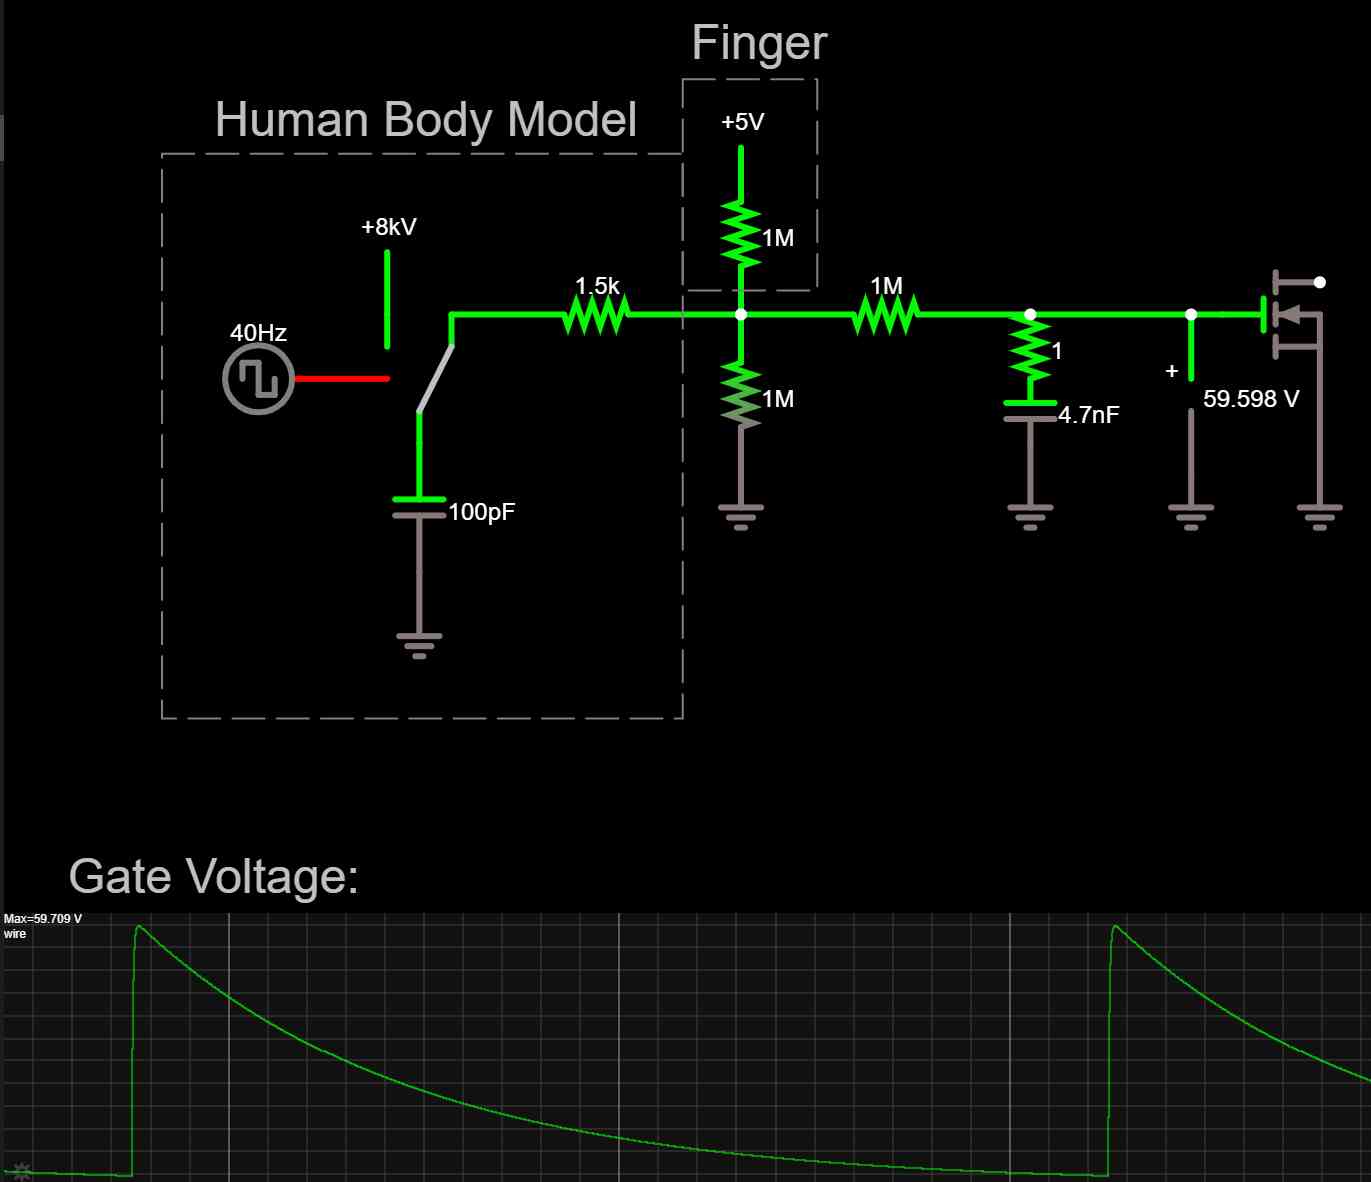 Finger
+5V
Human Body Model
+8kV
1M
1.5k
1M
40Hz
1
+
59.598 V
1M
4.7nF
100pF
Gate Voltage:
Max=59.709 V
wire